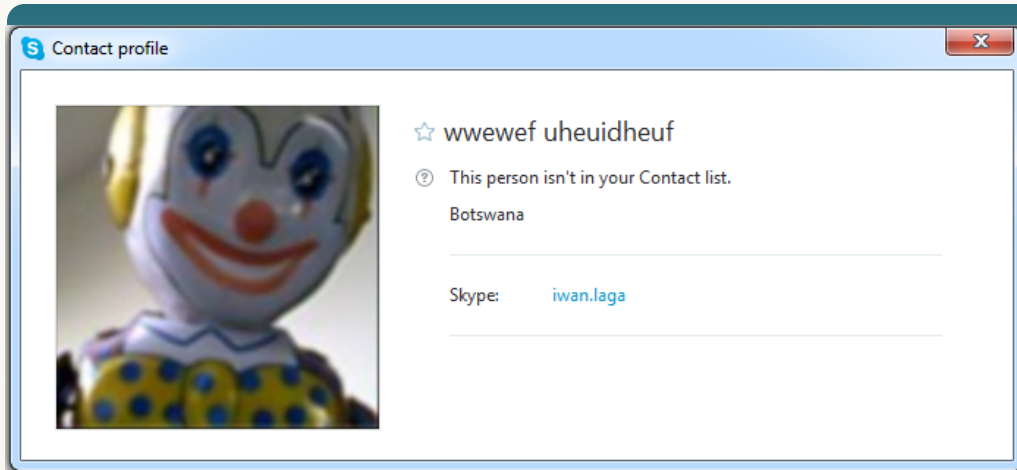 Contact profile
wwewef uheuidheuf
This person isn't in your Contact list.
Botswana
Skype: iwan.laga